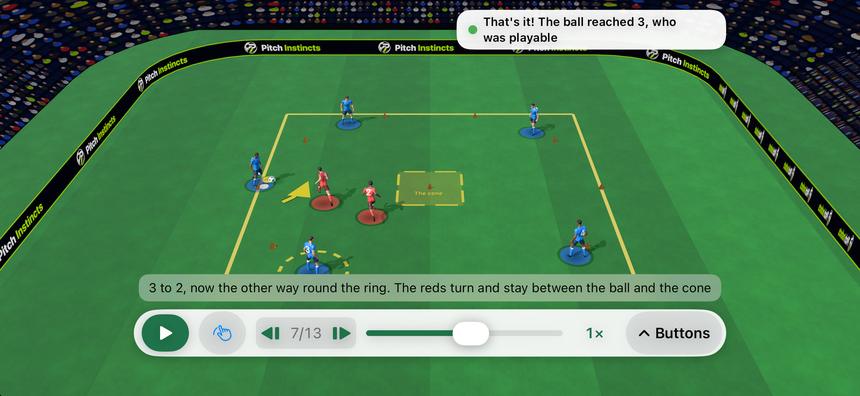 That's it! The ball reached 3, who
was playable
Pitch Instincts
Pitch Instincts
Pitch Instincts
Pitch Instincts
Pitch Instincts
Pitch Instincts
2
The cone
3 to 2, now the other way round the ring. The reds turn and stay between the ball and the cone
7/13
1×
Buttons